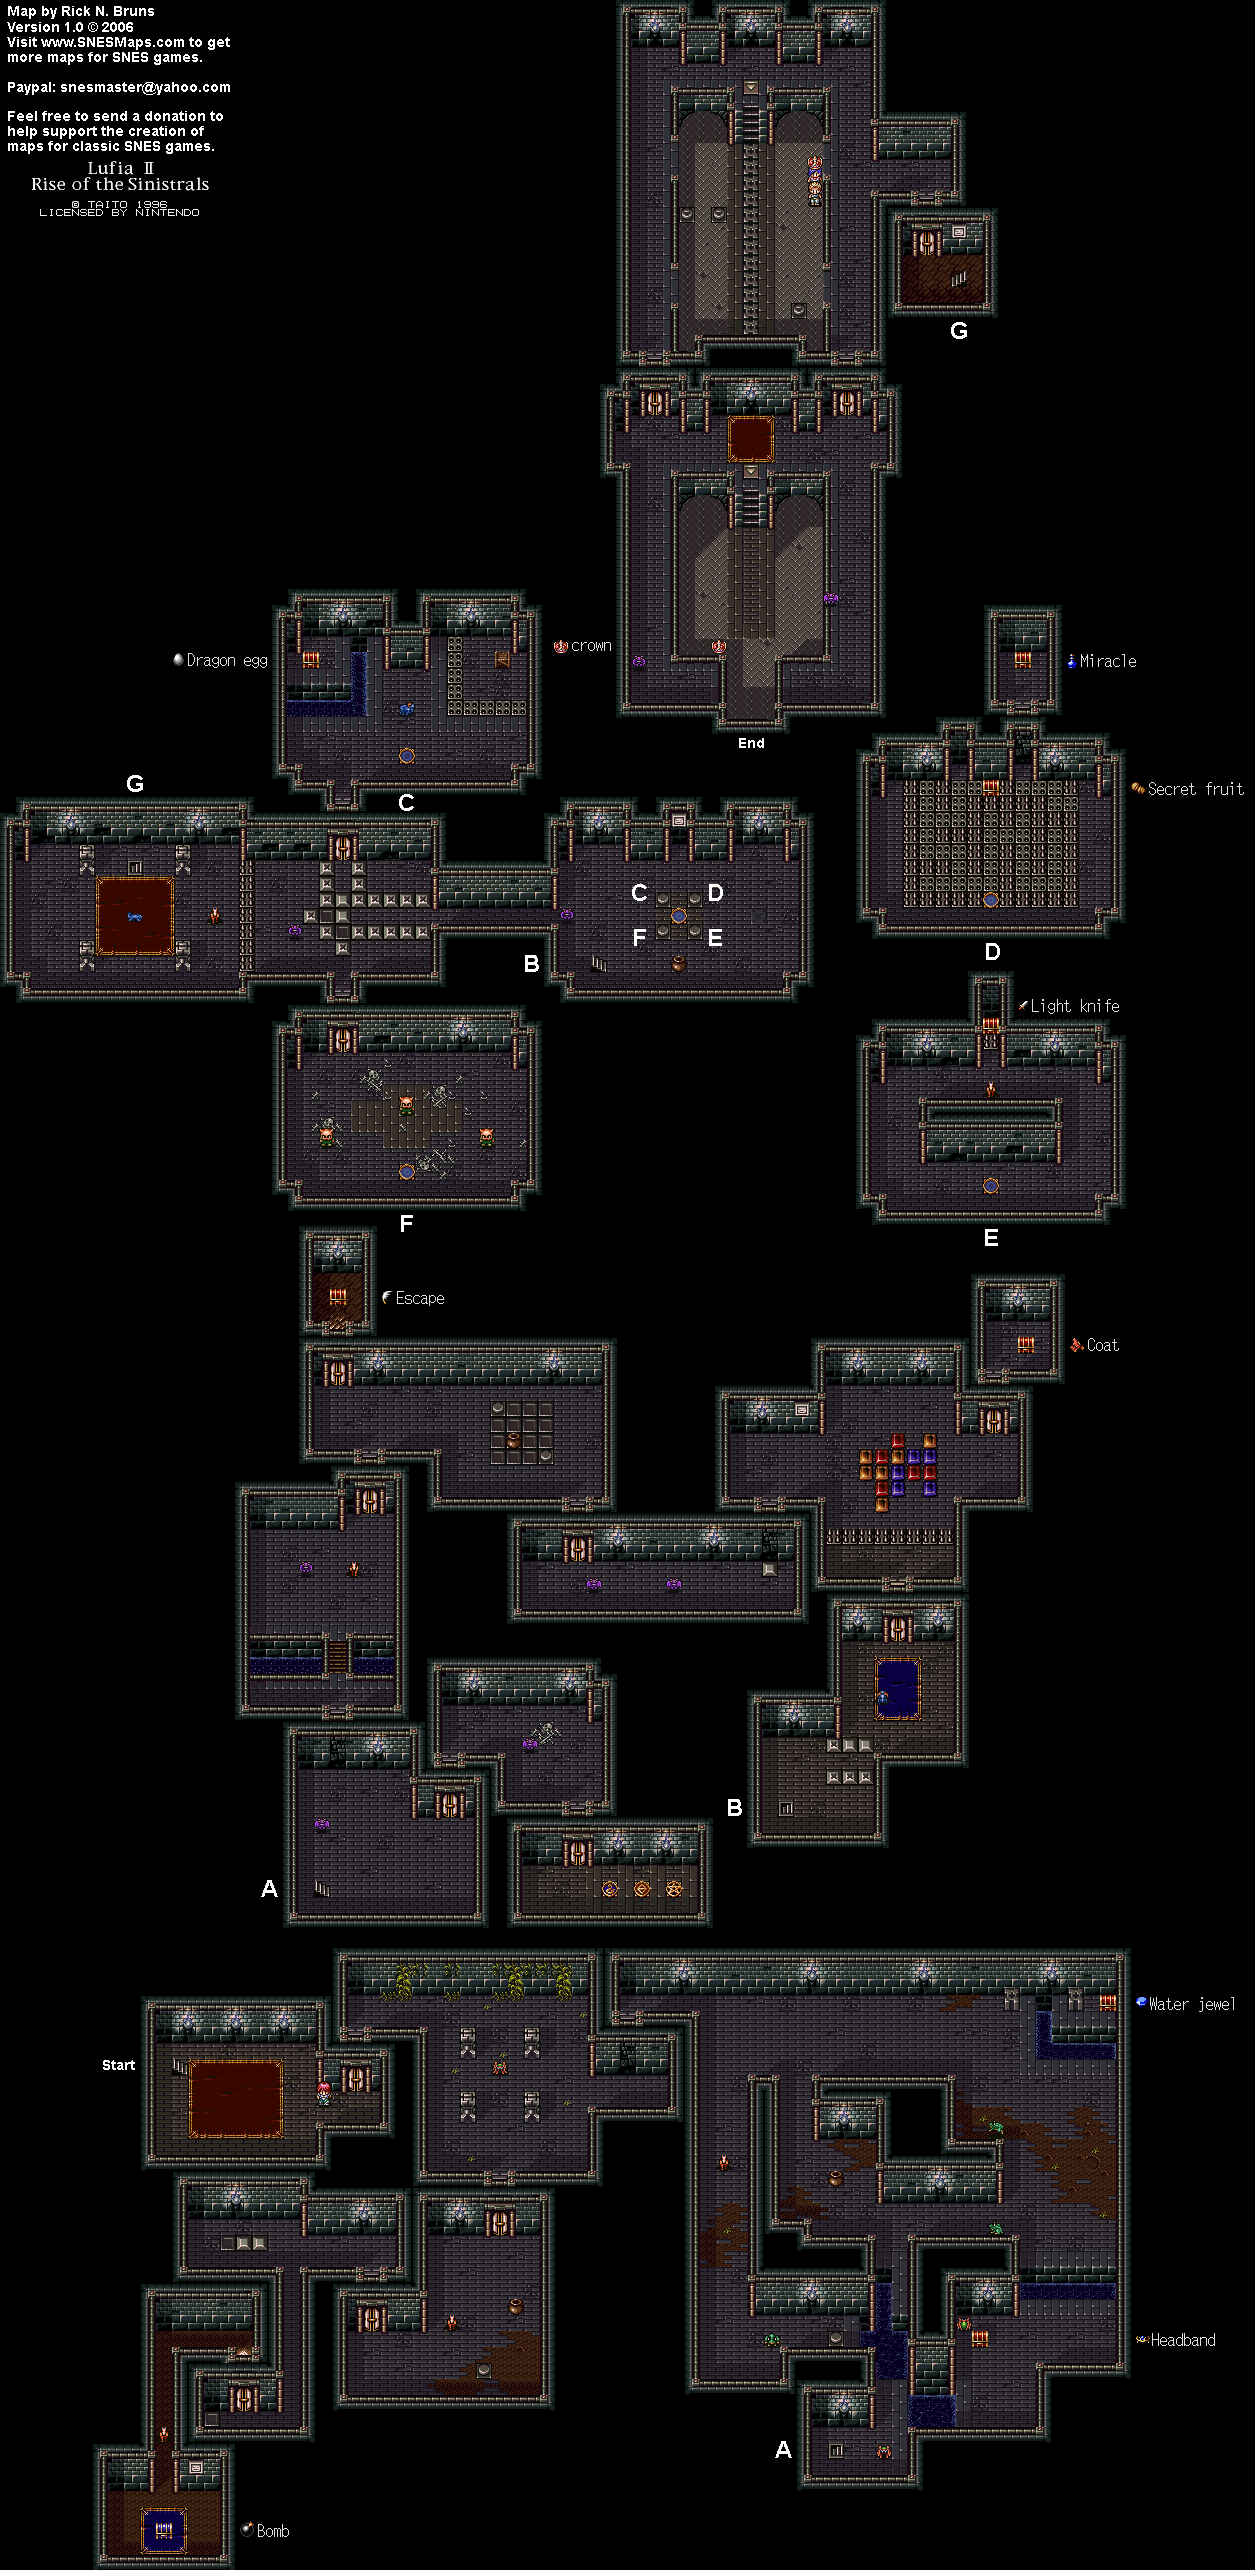 Map by Rick N. Bruns
Version 1.0 © 2006
Visit www.SNESMaps.com to get
more maps for SNES games.
Paypal: snesmaster@yahoo.com
Feel free to send a donation to
help support the creation of
maps for classic SNES games.
Lufia II
Rise of the Sinistrals
© TAITO 1996
LICENSED BY NINTENDO
G
Dragon egg
crown
Miracle
End
Secret fruit
G
C
C
D
F
E
B
D
Light knife
F
E
Escape
Coat
B
A
Start
Water jewel
Headband
A
Bomb